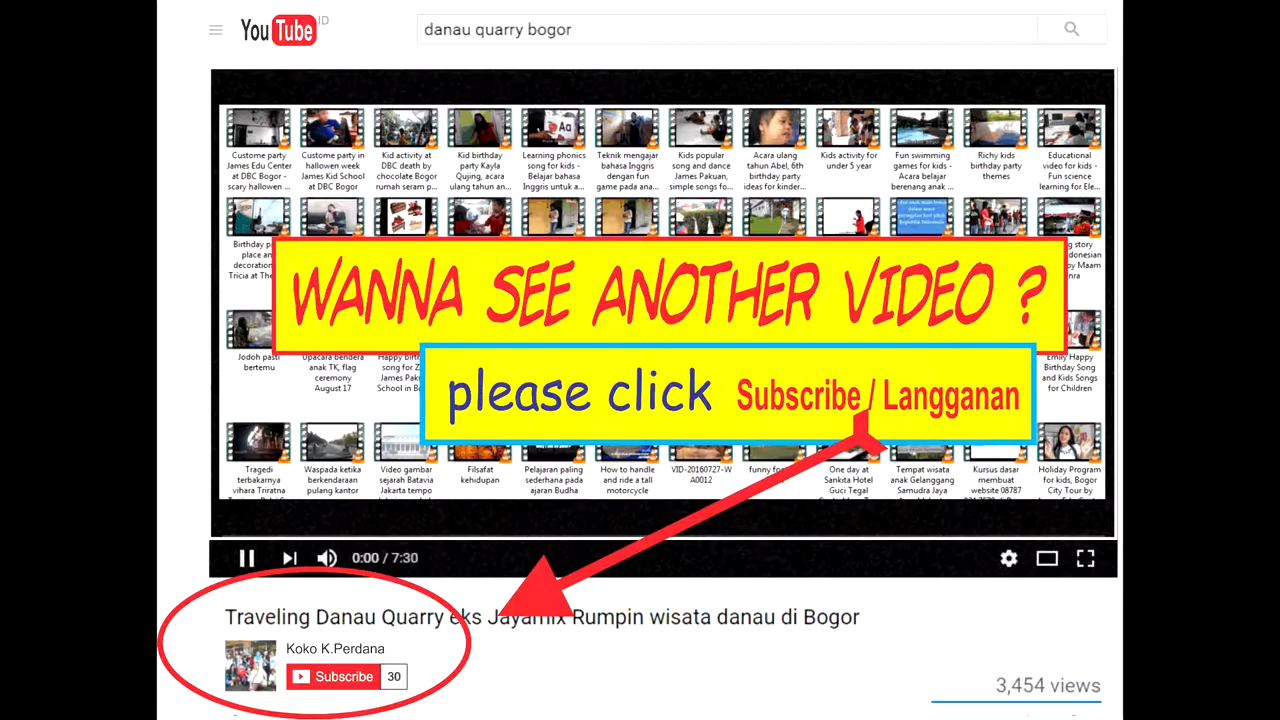 YouTube ID
danau quarry bogor
Custome party James Edu Center at DBC Bogor - scary hallowen ...
Custome party in halloween week James Kid School at DBC Bogor
Kid activity at DBC death by chocolate Bogor rumah seram p...
Kid birthday party Kayla Qujing, acara ulang tahun an...
Learning phonics song for kids - Belajar bahasa Inggris untuk a...
Teknik mengajar bahasa Inggris dengan fun game pada ana...
Kids popular song and dance James Pakuan, simple songs fo...
Acara ulang tahun Abel, 6th birthday party ideas for kinder...
Kids activity for under 5 year
Fun swimming games for kids - Acara belajar berenang anak ...
Richy kids birthday party themes
Educational video for kids - Fun science learning for Ele...
WANNA SEE ANOTHER VIDEO ?
please click Subscribe / Langganan
Jodoh pasti bertemu
Upacara bendera anak TK, flag ceremony August 17
Emily Happy Birthday Song and Kids Songs for Children
Tragedi terbakarnya vihara Triratna
Waspada ketika berkendaraan pulang kantor
Video gambar sejarah Batavia Jakarta tempo
Filsafat kehidupan
Pelajaran paling sederhana pada ajaran Budha
How to handle and ride a tall motorcycle
VID-20160727-WA0012
funny
One day at Sankita Hotel Guci Tegal
Tempat wisata anak Gelanggang Samudra Jaya
Kursus dasar membuat website 08787
Holiday Program for kids, Bogor City Tour by
0:00 / 7:30
Traveling Danau Quarry eks Jayamix Rumpin wisata danau di Bogor
Koko K.Perdana
Subscribe 30
3,454 views